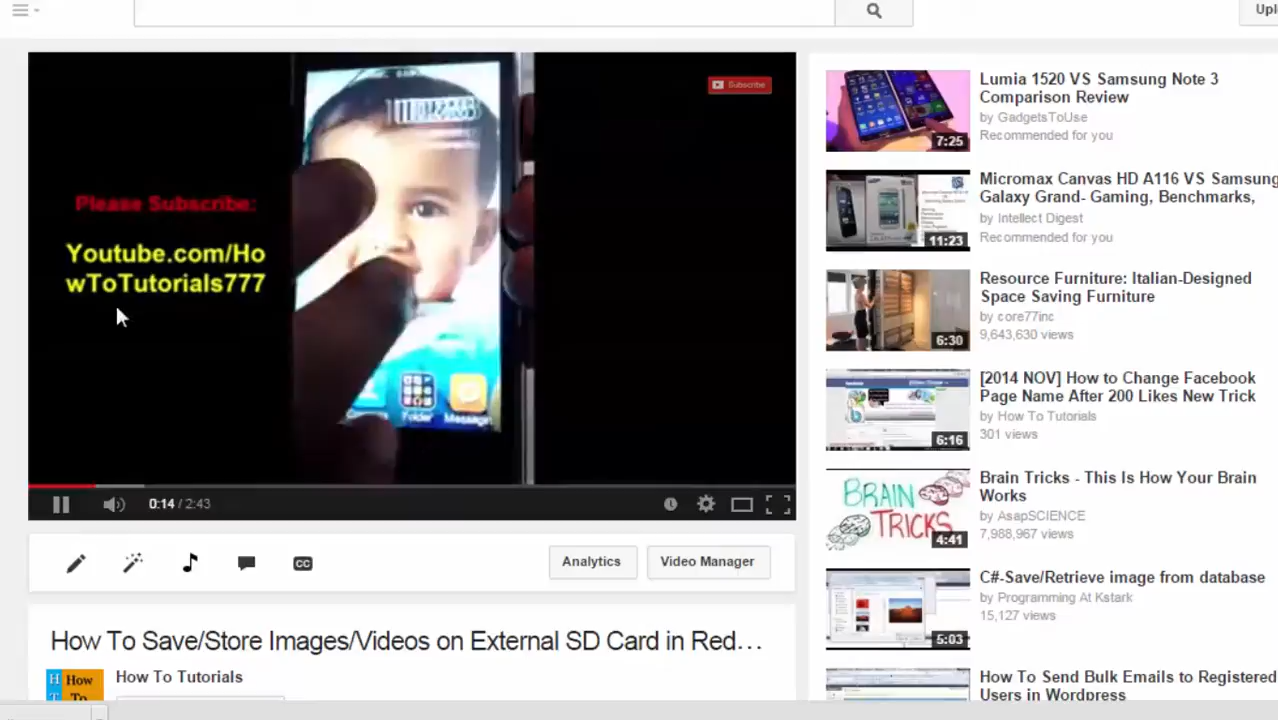 Upl
Subscribe
Please Subscribe:
Youtube.com/Ho
wToTutorials777
Folder
Message
0:14 / 2:43
CC
Analytics
Video Manager
How To Save/Store Images/Videos on External SD Card in Red...
H
T
How
To
How To Tutorials
7:25
Lumia 1520 VS Samsung Note 3
Comparison Review
by GadgetsToUse
Recommended for you
11:23
Micromax Canvas HD A116 VS Samsung
Galaxy Grand- Gaming, Benchmarks,
by Intellect Digest
Recommended for you
6:30
Resource Furniture: Italian-Designed
Space Saving Furniture
by core77inc
9,643,630 views
6:16
[2014 NOV] How to Change Facebook
Page Name After 200 Likes New Trick
by How To Tutorials
301 views
BRAIN
TRICKS
4:41
Brain Tricks - This Is How Your Brain
Works
by AsapSCIENCE
7,988,967 views
5:03
C#-Save/Retrieve image from database
by Programming At Kstark
15,127 views
How To Send Bulk Emails to Registered
Users in Wordpress